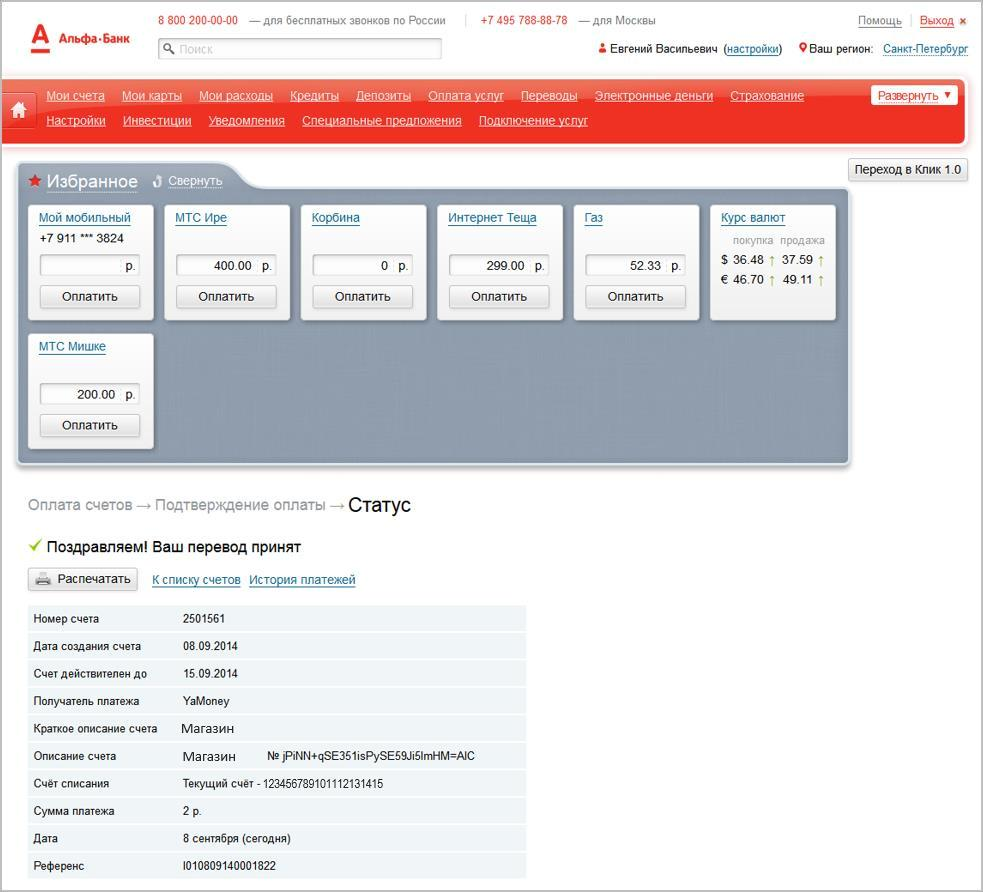 8 800 200-00-00 — для бесплатных звонков по России +7 495 788-88-78 — для Москвы Помощь Выход ×
Альфа·Банк
Поиск
Евгений Васильевич (настройки) Ваш регион: Санкт-Петербург
Мои счета Мои карты Мои расходы Кредиты Депозиты Оплата услуг Переводы Электронные деньги Страхование Развернуть ▼
Настройки Инвестиции Уведомления Специальные предложения Подключение услуг
Переход в Клик 1.0
Избранное Свернуть
Мой мобильный МТС Ире Корбина Интернет Теща Газ Курс валют
+7 911 *** 3824 покупка продажа
р. 400.00 р. 0 р. 299.00 р. 52.33 р. $ 36.48 ↑ 37.59 ↑
€ 46.70 ↑ 49.11 ↑
Оплатить Оплатить Оплатить Оплатить Оплатить
МТС Мишке
200.00 р.
Оплатить
Оплата счетов → Подтверждение оплаты → Статус
Поздравляем! Ваш перевод принят
Распечатать К списку счетов История платежей
Номер счета 2501561
Дата создания счета 08.09.2014
Счет действителен до 15.09.2014
Получатель платежа YaMoney
Краткое описание счета Магазин
Описание счета Магазин № jPiNN+qSE351isPySE59Ji5lmHM=AIC
Счёт списания Текущий счёт - 123456789101112131415
Сумма платежа 2 р.
Дата 8 сентября (сегодня)
Референс I010809140001822